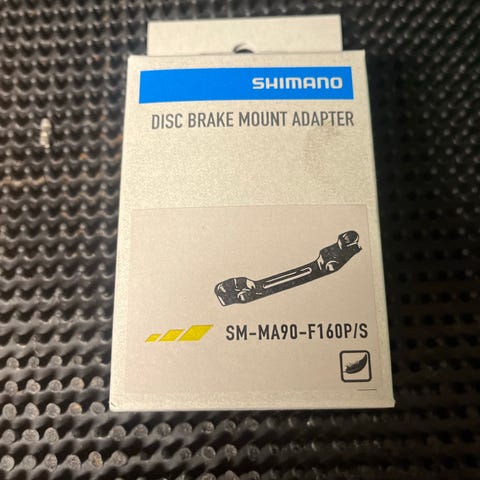 SHIMANO
DISC BRAKE MOUNT ADAPTER
SM-MA90-F160P/S